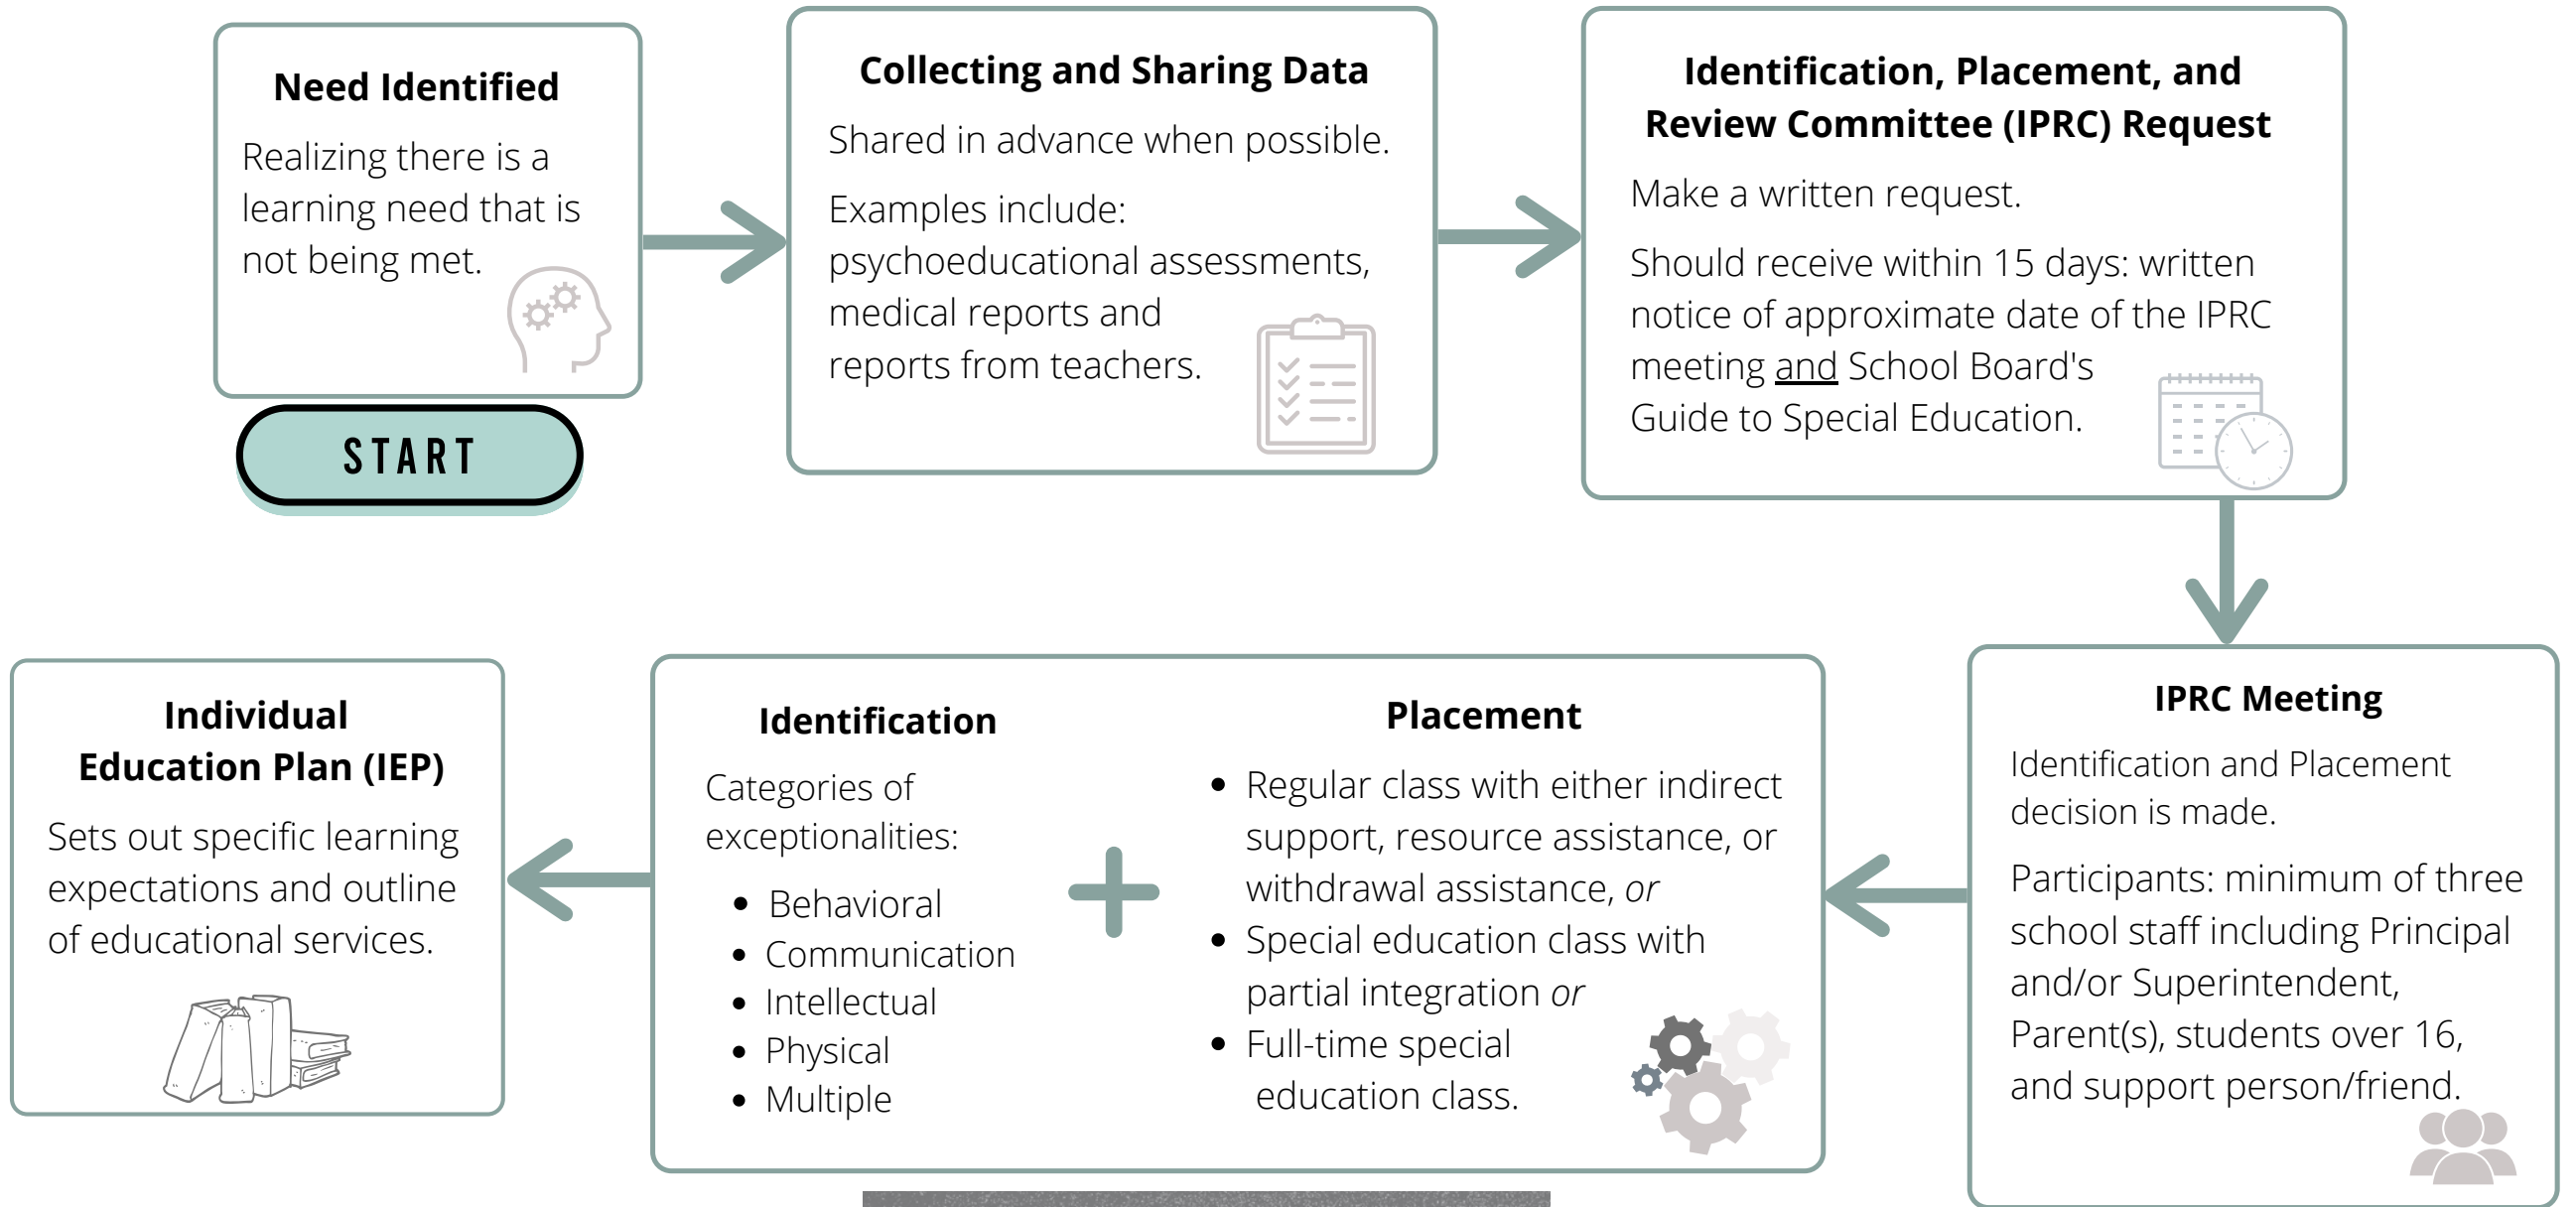 Need Identified
Realizing there is a
learning need that is
not being met.
START
Collecting and Sharing Data
Shared in advance when possible.
Examples include:
psychoeducational assessments,
medical reports and
reports from teachers.
Identification, Placement, and
Review Committee (IPRC) Request
Make a written request.
Should receive within 15 days: written
notice of approximate date of the IPRC
meeting and School Board's
Guide to Special Education.
IPRC Meeting
Identification and Placement
decision is made.
Participants: minimum of three
school staff including Principal
and/or Superintendent,
Parent(s), students over 16,
and support person/friend.
Identification
Categories of
exceptionalities:
• Behavioral
• Communication
• Intellectual
• Physical
• Multiple
Placement
• Regular class with either indirect
support, resource assistance, or
withdrawal assistance, or
• Special education class with
partial integration or
• Full-time special
education class.
Individual
Education Plan (IEP)
Sets out specific learning
expectations and outline
of educational services.